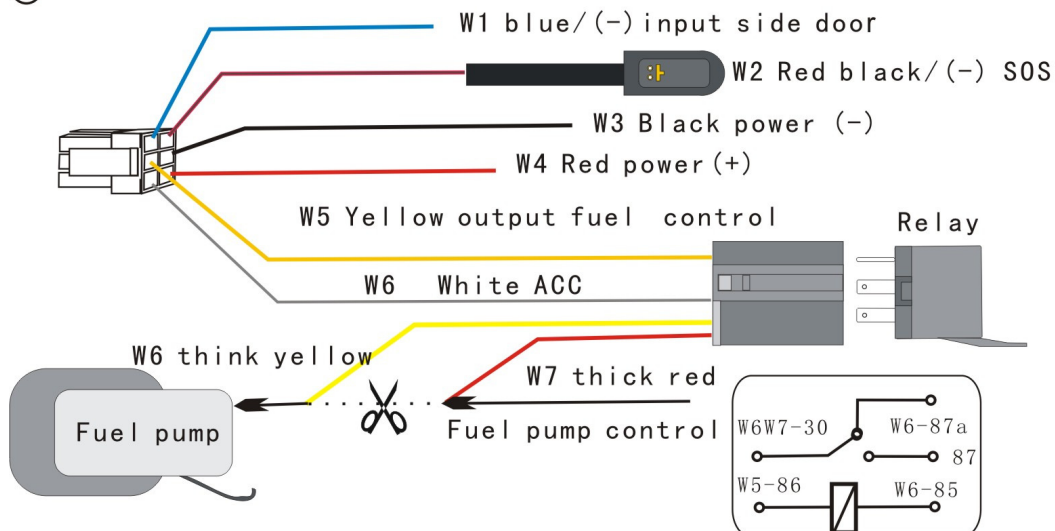 W1 blue/(-) input side door
W2 Red black/(-) SOS
W3 Black power (-)
W4 Red power(+)
W5 Yellow output fuel control
Relay
W6 White ACC
W6 think yellow
W7 thick red
Fuel pump
Fuel pump control
W6W7-30
W6-87a
87
W5-86
W6-85